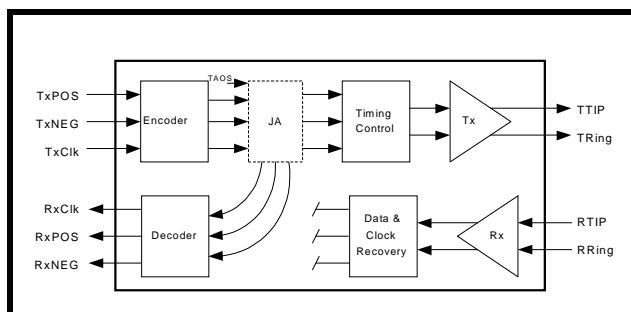 TAOS
TxPOS
TxNEG
TxClk
Encoder
JA
Timing
Control
Tx
TTIP
TRing
RxClk
RxPOS
RxNEG
Decoder
Data &
Clock
Recovery
Rx
RTIP
RRing